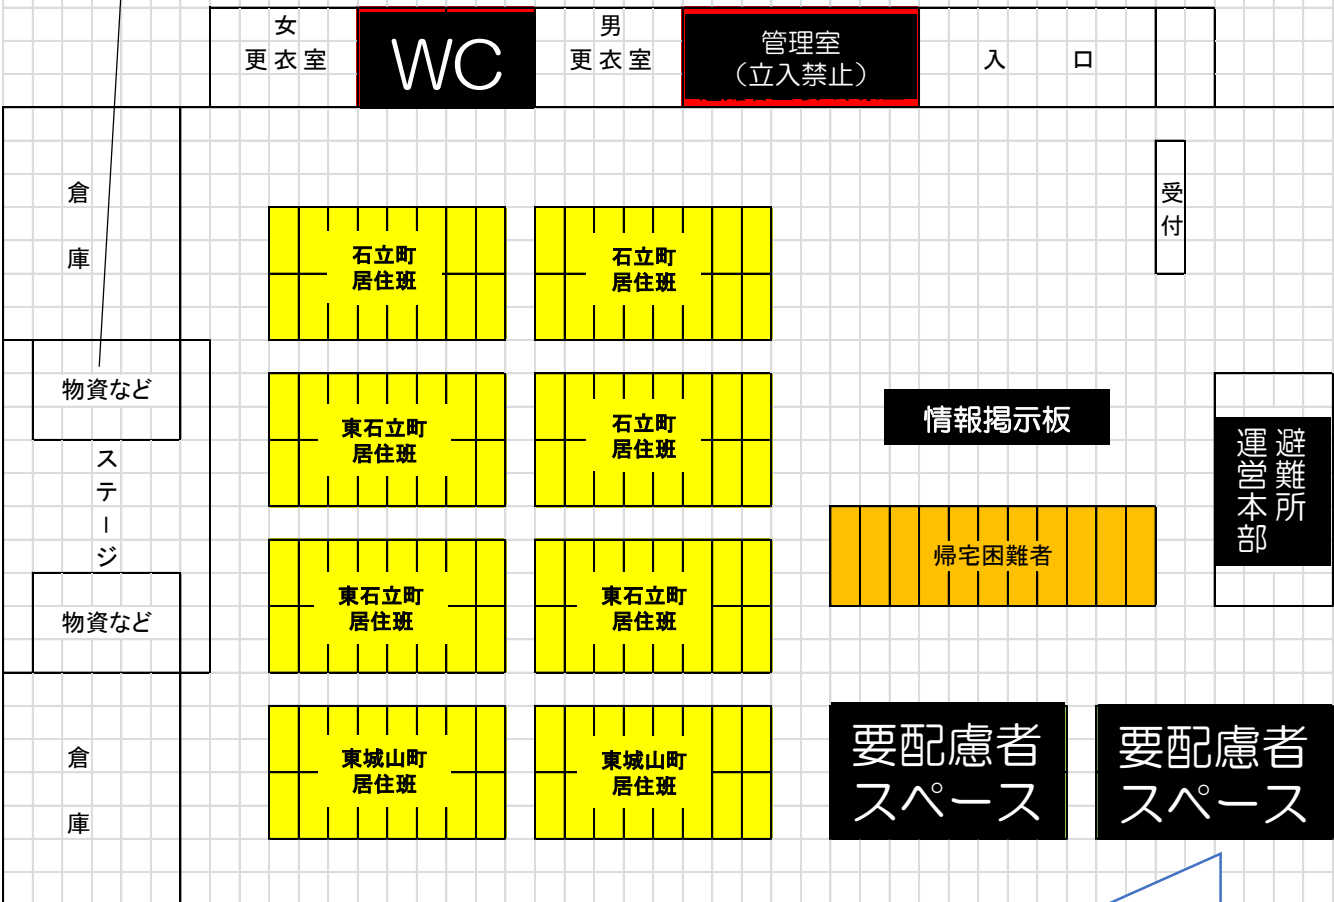 女
更衣室
WC
男
更衣室
管理室
(立入禁止)
入口
倉
庫
受
付
石立町
居住班
石立町
居住班
物資など
東石立町
居住班
石立町
居住班
情報掲示板
避難所
運営本部
ステージ
帰宅困難者
物資など
東石立町
居住班
東石立町
居住班
倉
庫
東城山町
居住班
東城山町
居住班
要配慮者
スペース
要配慮者
スペース